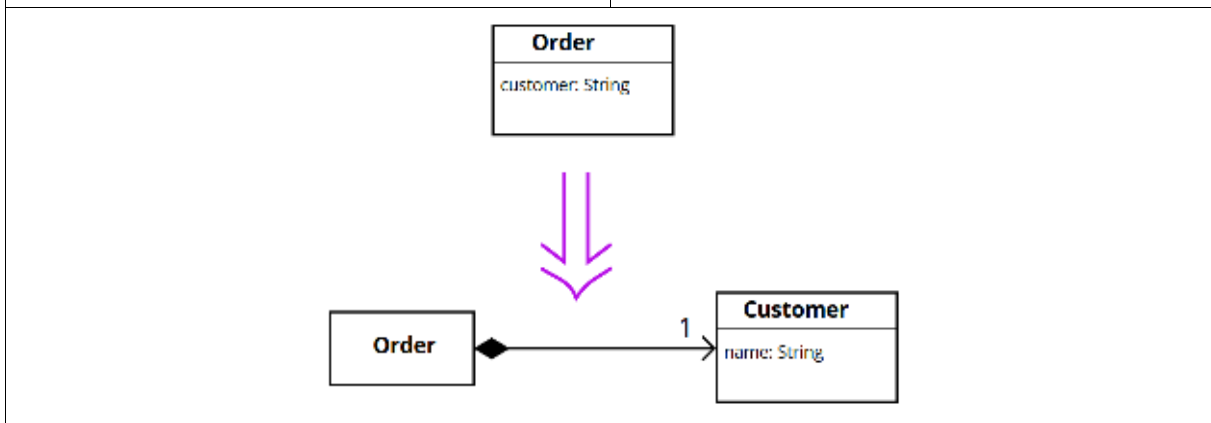 Order
customer: String
1
Customer
Order
name: String